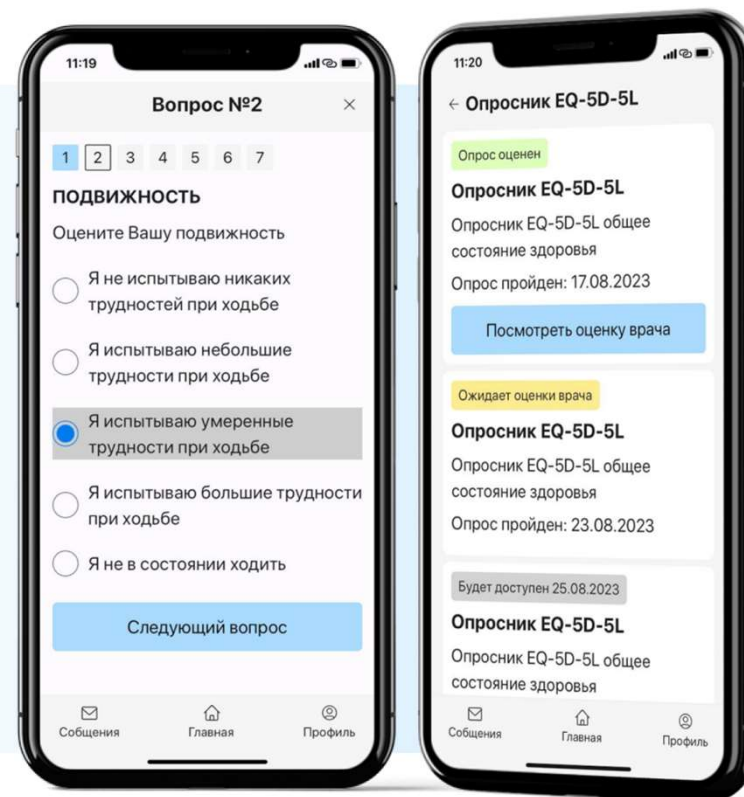 11:19
Вопрос №2
1 2 3 4 5 6 7
ПОДВИЖНОСТЬ
Оцените Вашу подвижность
Я не испытываю никаких
трудностей при ходьбе
Я испытываю небольшие
трудности при ходьбе
Я испытываю умеренные
трудности при ходьбе
Я испытываю большие трудности
при ходьбе
Я не в состоянии ходить
Следующий вопрос
Собщения Главная Профиль
11:20
← Опросник EQ-5D-5L
Опрос оценен
Опросник EQ-5D-5L
Опросник EQ-5D-5L общее
состояние здоровья
Опрос пройден: 17.08.2023
Посмотреть оценку врача
Ожидает оценки врача
Опросник EQ-5D-5L
Опросник EQ-5D-5L общее
состояние здоровья
Опрос пройден: 23.08.2023
Будет доступен 25.08.2023
Опросник EQ-5D-5L
Опросник EQ-5D-5L общее
состояние здоровья
Собщения Главная Профиль